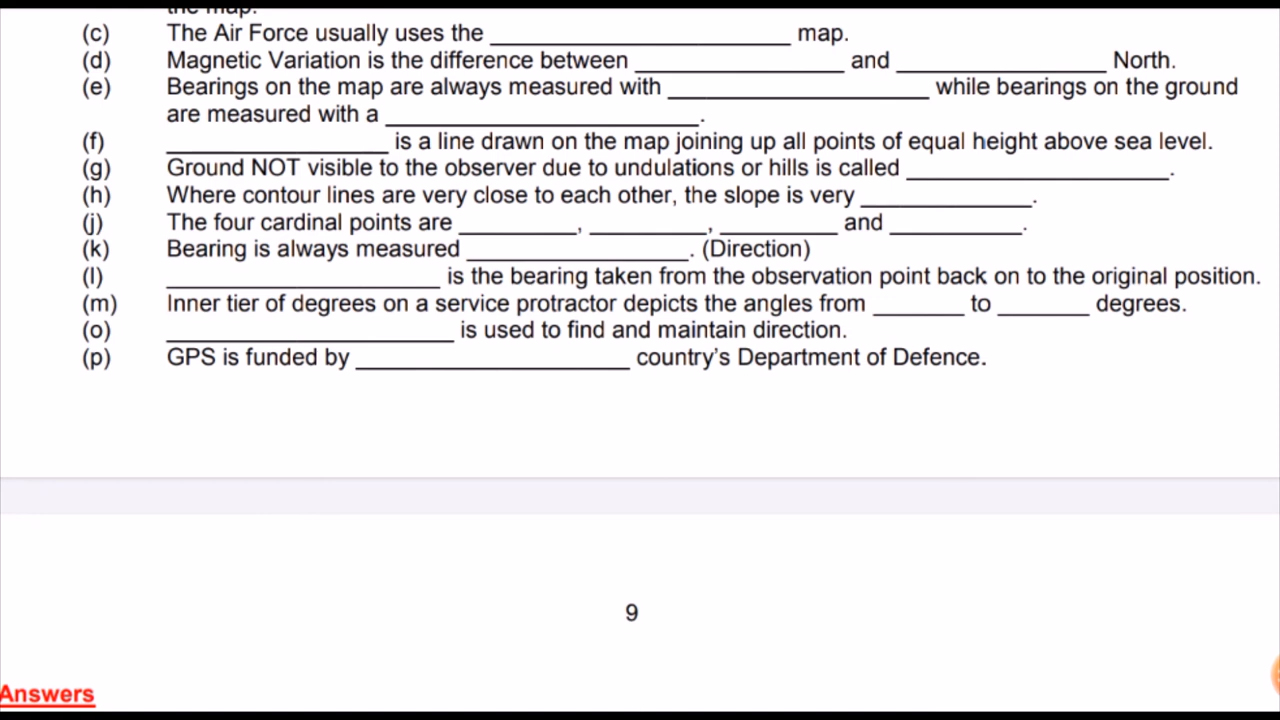 the map.
(c) The Air Force usually uses the ______________________ map.
(d) Magnetic Variation is the difference between ________________ and ________________ North.
(e) Bearings on the map are always measured with ____________________ while bearings on the ground
are measured with a ________________________.
(f) _________________ is a line drawn on the map joining up all points of equal height above sea level.
(g) Ground NOT visible to the observer due to undulations or hills is called ____________________.
(h) Where contour lines are very close to each other, the slope is very _____________.
(j) The four cardinal points are _________, _________, _________ and __________.
(k) Bearing is always measured _________________. (Direction)
(l) _____________________ is the bearing taken from the observation point back on to the original position.
(m) Inner tier of degrees on a service protractor depicts the angles from _______ to _______ degrees.
(o) ______________________ is used to find and maintain direction.
(p) GPS is funded by _____________________ country's Department of Defence.
9
Answers